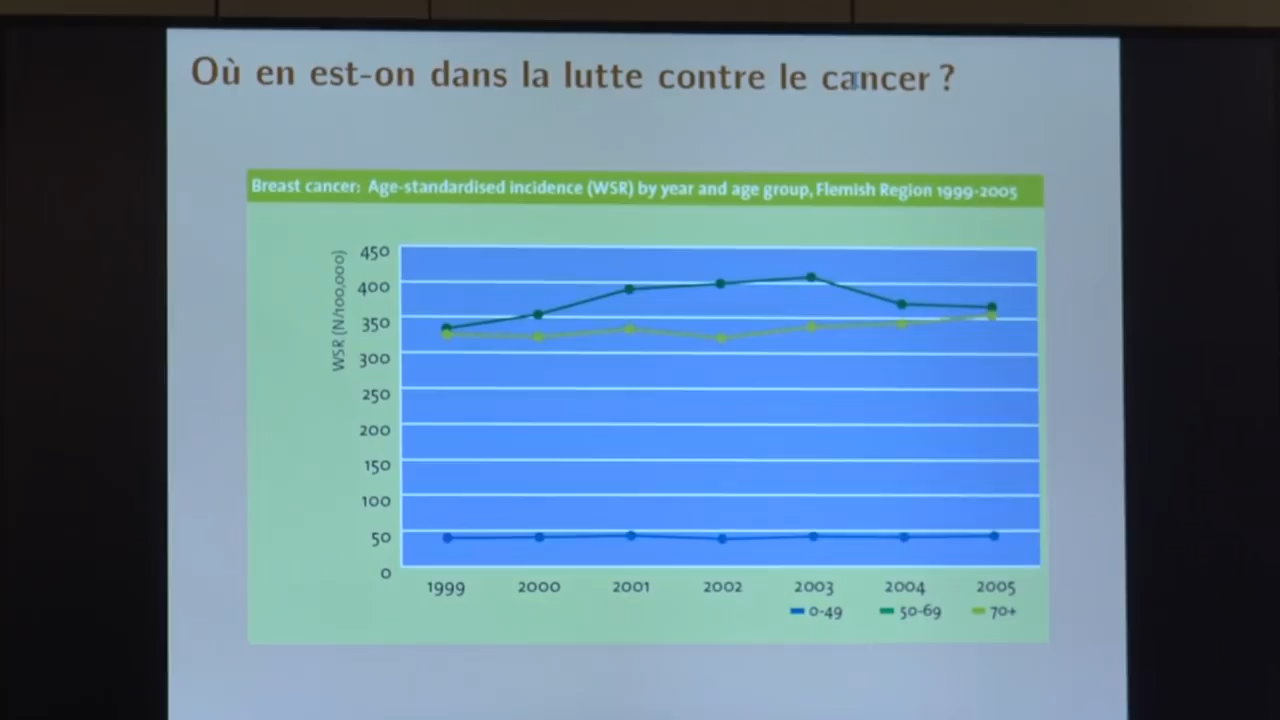 Où en est-on dans la lutte contre le cancer ?
Breast cancer: Age-standardised incidence (WSR) by year and age group, Flemish Region 1999-2005
WSR (N/100,000)
450
400
350
300
250
200
150
100
50
0
1999 2000 2001 2002 2003 2004 2005
0-49 50-69 70+